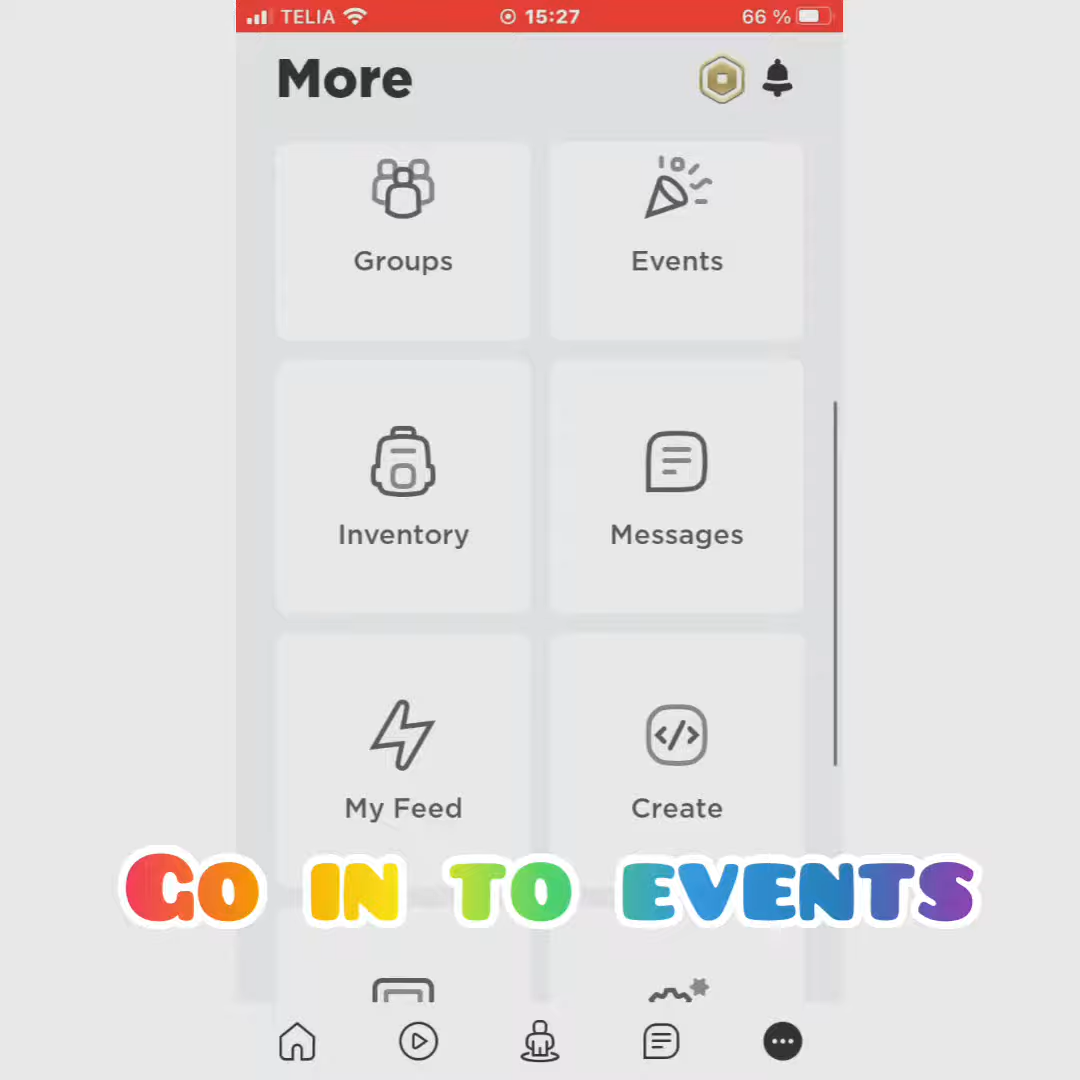 TELIA 15:27 66 %
More
Groups Events
Inventory Messages
My Feed Create
GO IN TO EVENTS